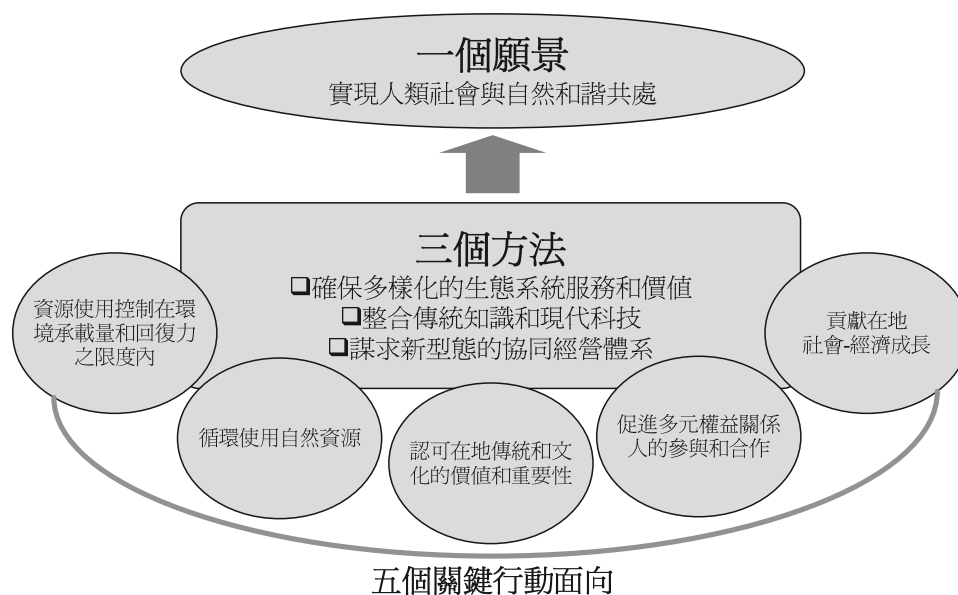 一個願景
實現人類社會與自然和諧共處
三個方法
❑確保多樣化的生態系統服務和價值
❑整合傳統知識和現代科技
❑謀求新型態的協同經營體系
資源使用控制在環
境承載量和回復力
之限度內
循環使用自然資源
認可在地傳統和文
化的價值和重要性
促進多元權益關係
人的參與和合作
貢獻在地
社會-經濟成長
五個關鍵行動面向